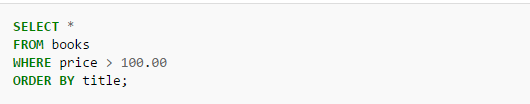 SELECT *
FROM books
WHERE price > 100.00
ORDER BY title;